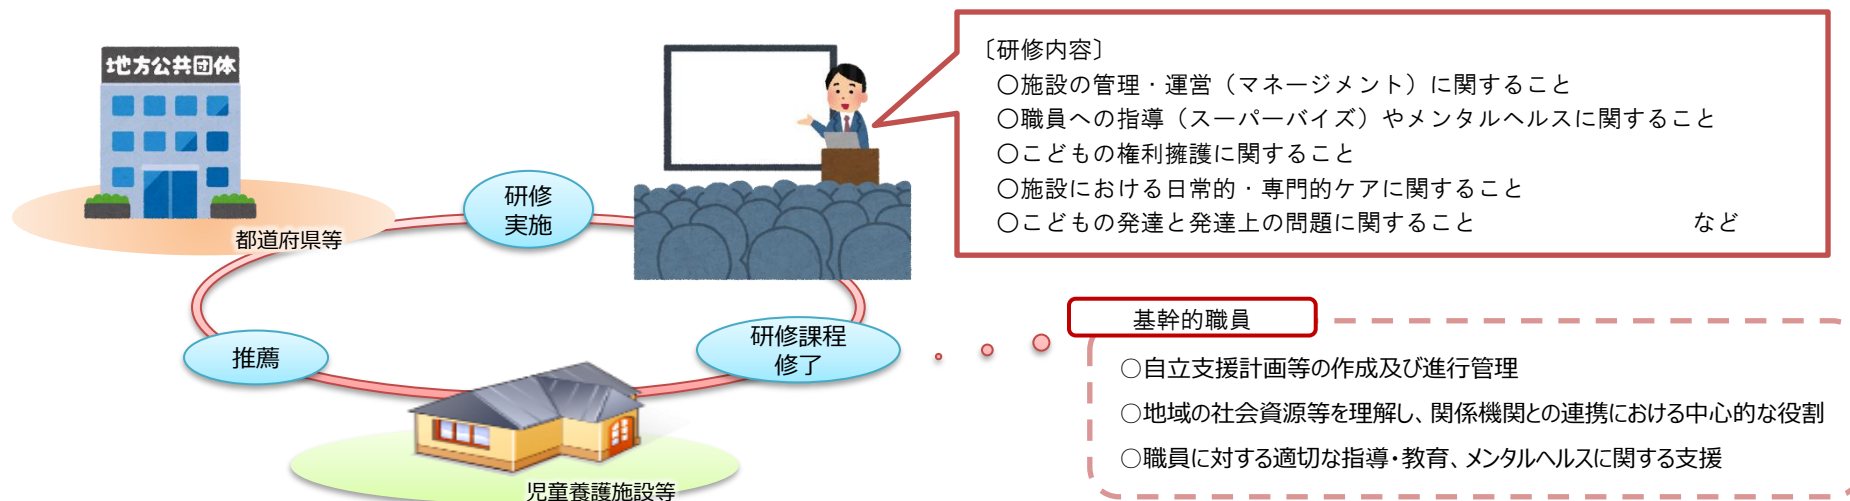 地方公共団体
都道府県等
研修
実施
〔研修内容〕
〇施設の管理・運営（マネージメント）に関すること
〇職員への指導（スーパーバイズ）やメンタルヘルスに関すること
〇こどもの権利擁護に関すること
〇施設における日常的・専門的ケアに関すること
〇こどもの発達と発達上の問題に関すること など
推薦
研修課程
修了
児童養護施設等
基幹的職員
○自立支援計画等の作成及び進行管理
○地域の社会資源等を理解し、関係機関との連携における中心的な役割
○職員に対する適切な指導・教育、メンタルヘルスに関する支援